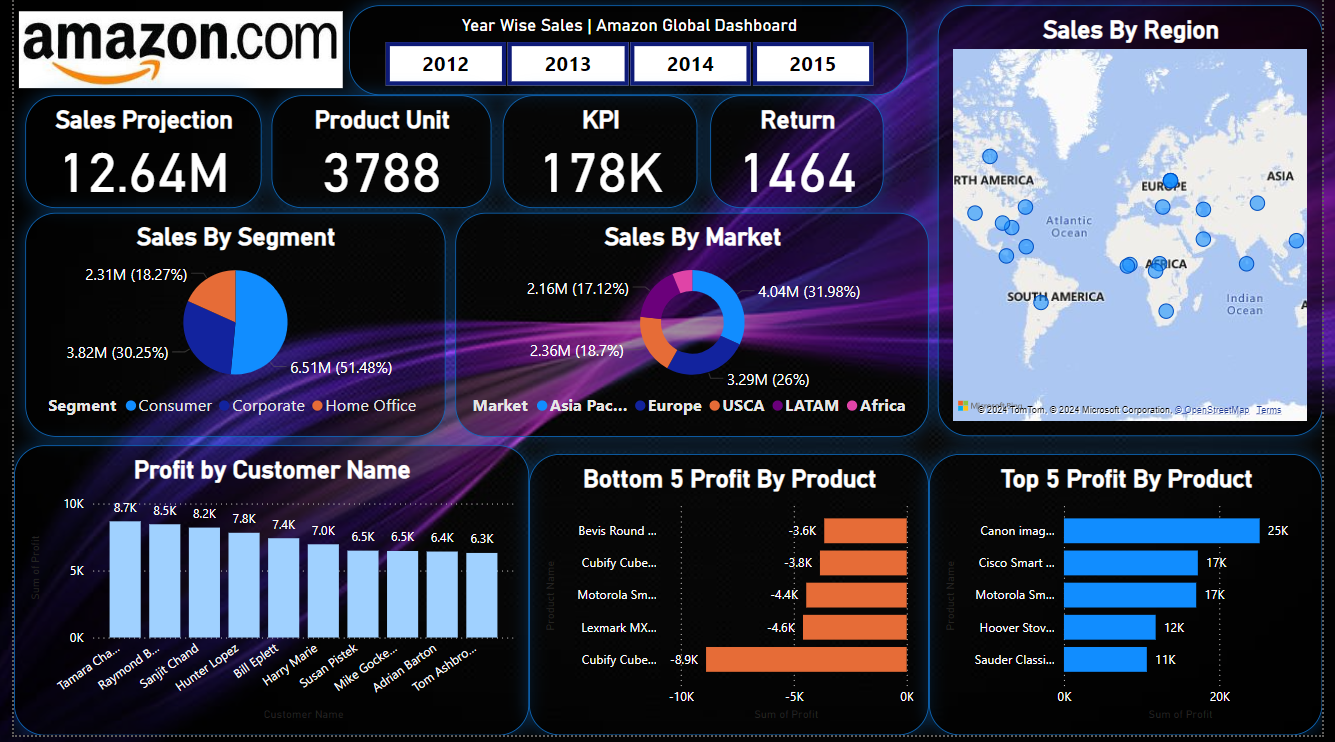 amazon.com
Year Wise Sales | Amazon Global Dashboard
2012
2013
2014
2015
Sales Projection
12.64M
Product Unit
3788
KPI
178K
Return
1464
Sales By Region
RTH AMERICA
EUROPE
ASIA
Atlantic
Ocean
AFRICA
SOUTH AMERICA
Indian
Ocean
A
Microsoft Bing
© 2024 TomTom, © 2024 Microsoft Corporation, © OpenStreetMap Terms
Sales By Segment
2.31M (18.27%)
3.82M (30.25%)
6.51M (51.48%)
Segment Consumer Corporate Home Office
Sales By Market
2.16M (17.12%)
4.04M (31.98%)
2.36M (18.7%)
3.29M (26%)
Market Asia Pac... Europe USCA LATAM Africa
Profit by Customer Name
Sum of Profit
10K
5K
0K
8.7K
8.5K
8.2K
7.8K
7.4K
7.0K
6.5K
6.5K
6.4K
6.3K
Tamara Cha...
Raymond B...
Sanjit Chand
Hunter Lopez
Bill Eplett
Harry Marie
Susan Pistek
Mike Gocke...
Adrian Barton
Tom Ashbro...
Customer Name
Bottom 5 Profit By Product
Product Name
Bevis Round ... -3.6K
Cubify Cube... -3.8K
Motorola Sm... -4.4K
Lexmark MX... -4.6K
Cubify Cube... -8.9K
-10K -5K 0K
Sum of Profit
Top 5 Profit By Product
Product Name
Canon imag... 25K
Cisco Smart ... 17K
Motorola Sm... 17K
Hoover Stov... 12K
Sauder Classi... 11K
0K 20K
Sum of Profit